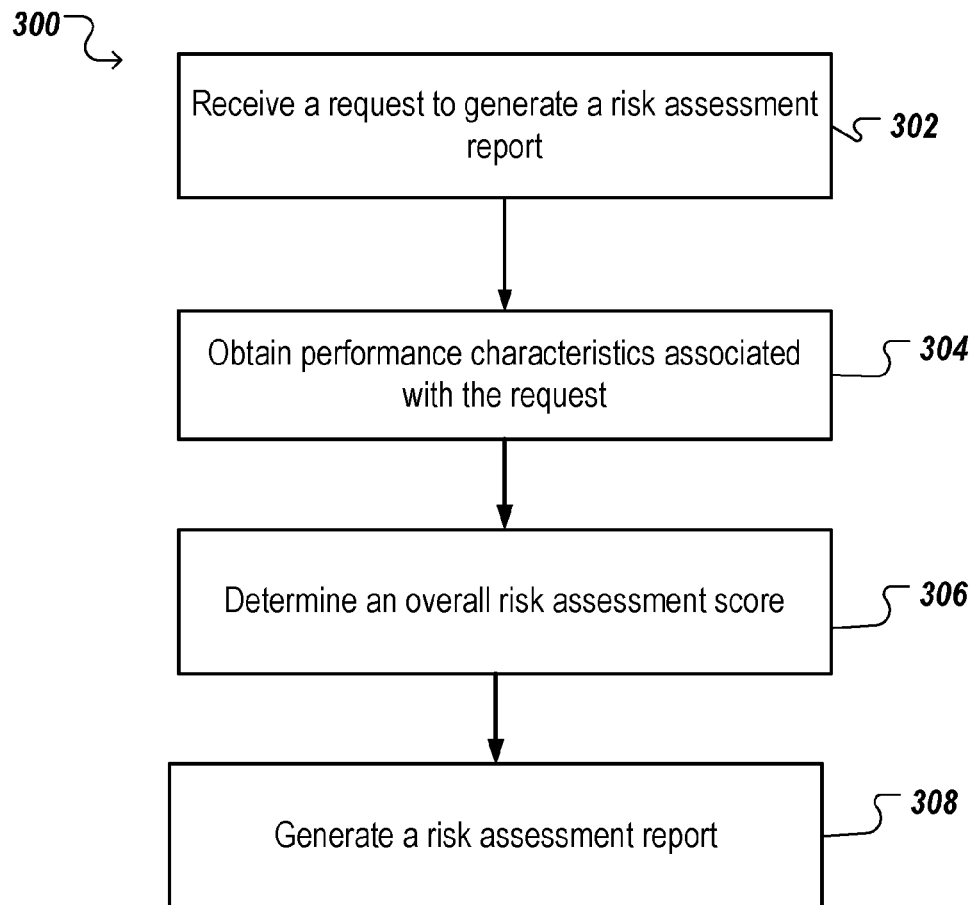 300
Receive a request to generate a risk assessment
report
302
Obtain performance characteristics associated
with the request
304
Determine an overall risk assessment score
306
Generate a risk assessment report
308